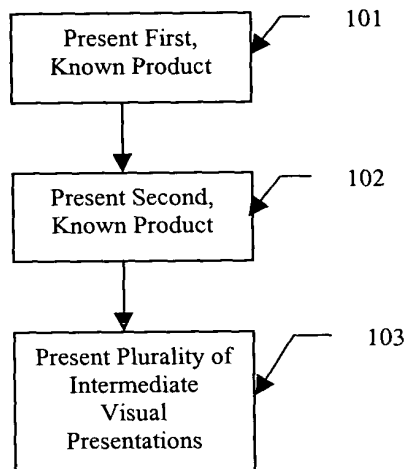 Present First,
Known Product
101
Present Second,
Known Product
102
Present Plurality of
Intermediate
Visual
Presentations
103